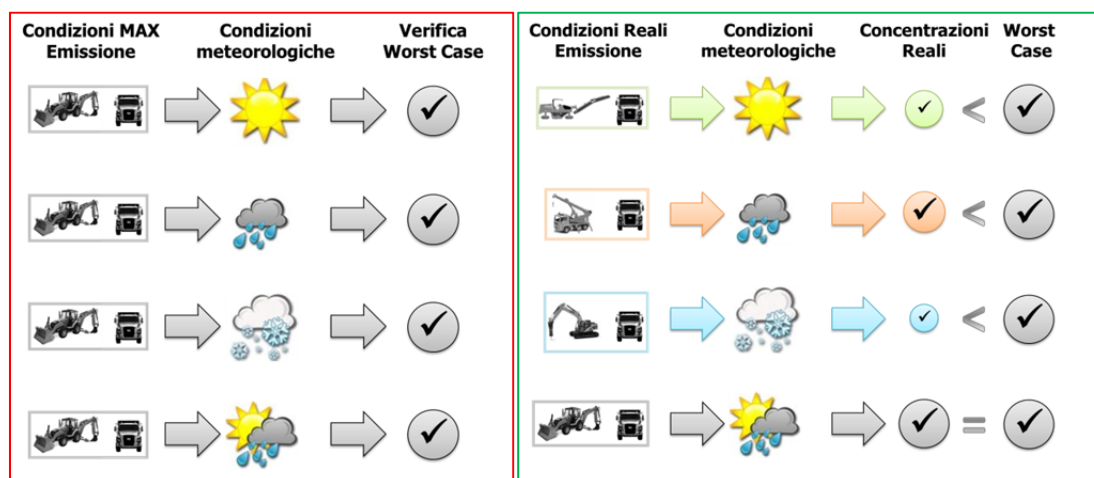 Condizioni MAX
Emissione
Condizioni
meteorologiche
Verifica
Worst Case
Condizioni Reali
Emissione
Condizioni
meteorologiche
Concentrazioni
Reali
Worst
Case